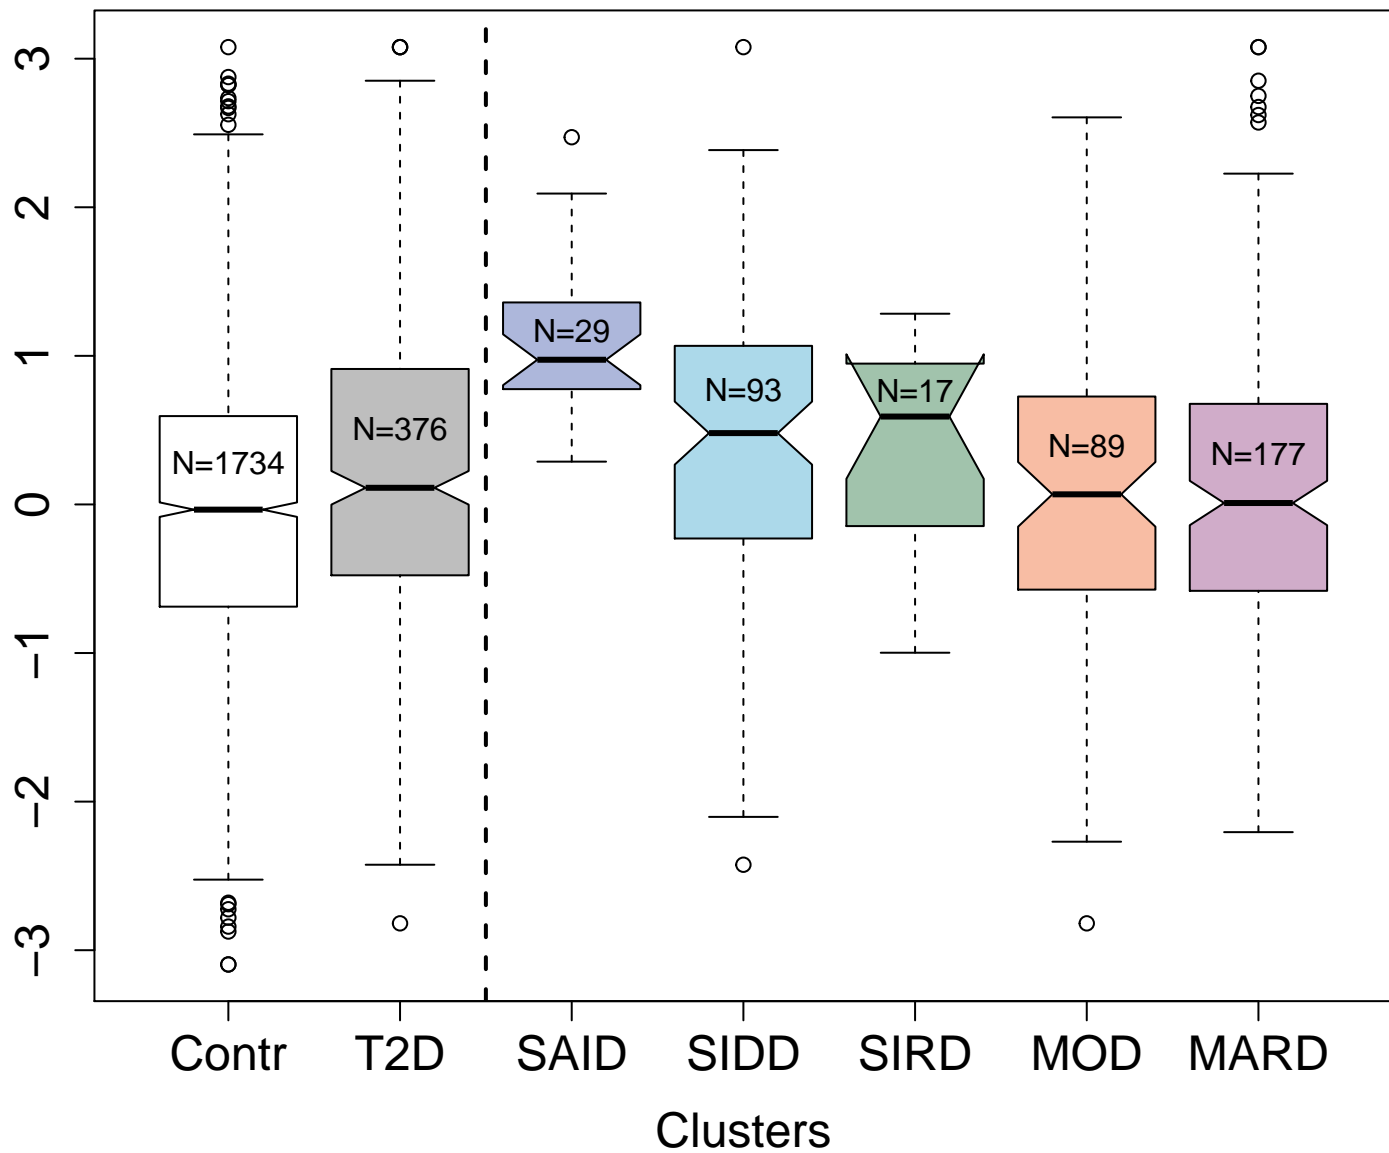 3
2
1
0
−1
−2
−3
N=1734
N=376
N=29
N=93
N=17
N=89
N=177
Contr T2D SAID SIDD SIRD MOD MARD
Clusters